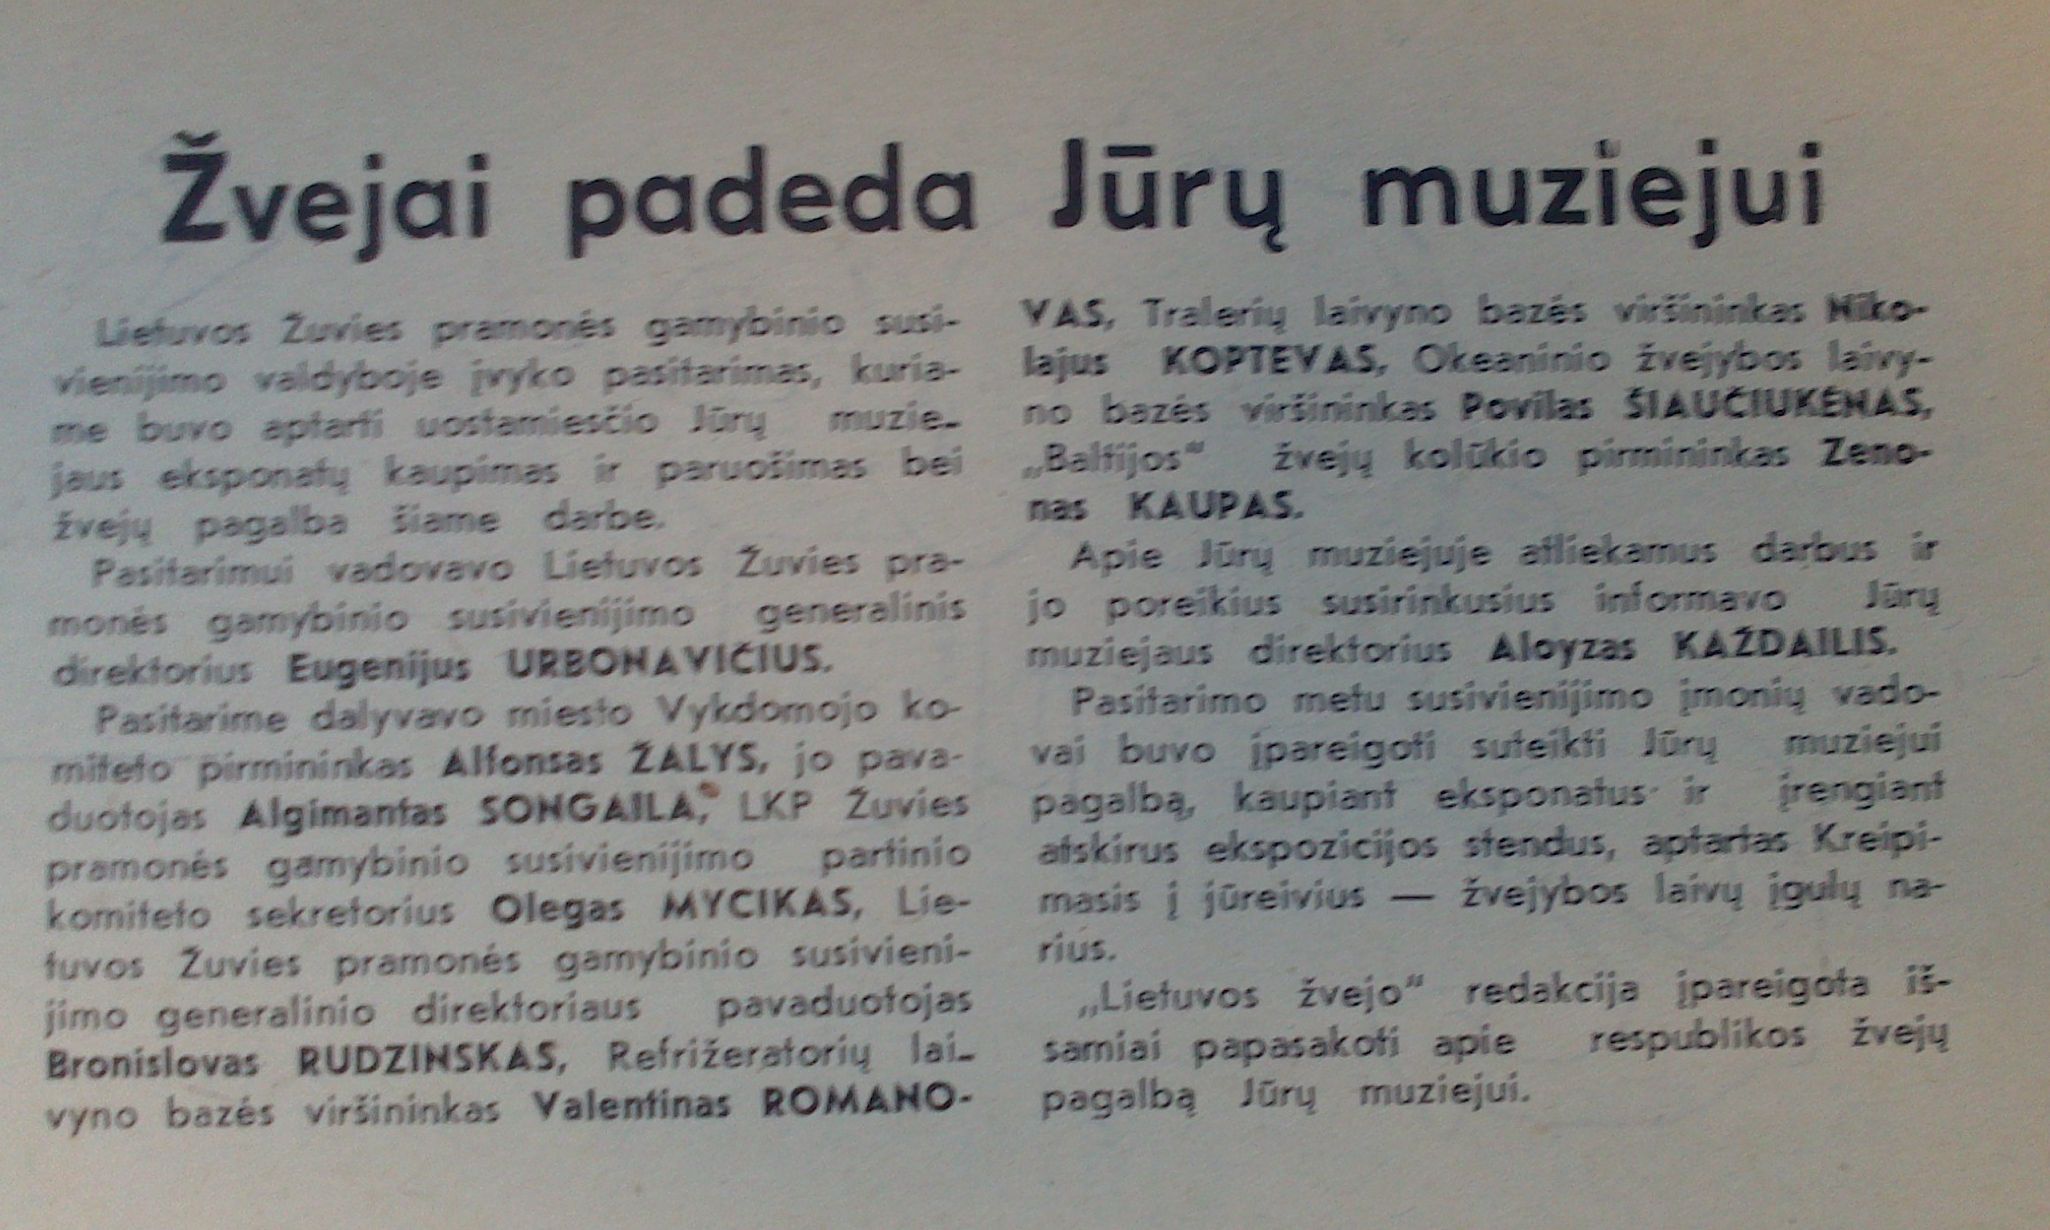 Žvejai padeda Jūrų muziejui
Lietuvos Žuvies pramonės gamybinio susi-
vienijimo valdyboje įvyko pasitarimas, kuria-
me buvo aptarti uostamiesčio Jūrų muzie-
jaus eksponatų kaupimas ir paruošimas bei
žvejų pagalba šiame darbe.
Pasitarimui vadovavo Lietuvos Žuvies pra-
monės gamybinio susivienijimo generalinis
direktorius Eugenijus URBONAVIČIUS.
Pasitarime dalyvavo miesto Vykdomojo ko-
miteto pirmininkas Alfonsas ŽALYS, jo pava-
duotojas Algimantas SONGAILA, LKP Žuvies
pramonės gamybinio susivienijimo partinio
komiteto sekretorius Olegas MYCIKAS, Lie-
tuvos Žuvies pramonės gamybinio susivieni-
jimo generalinio direktoriaus pavaduotojas
Bronislovas RUDZINSKAS, Refrižeratorių lai-
vyno bazės viršininkas Valentinas ROMANO-
VAS, Tralerių laivyno bazės viršininkas Niko-
lajus KOPTEVAS, Okeaninio žvejybos laivy-
no bazės viršininkas Povilas ŠIAUČIUKĖNAS,
„Baltijos“ žvejų kolūkio pirmininkas Zeno-
nas KAUPAS.
Apie Jūrų muziejuje atliekamus darbus ir
jo poreikius susirinkusius informavo Jūrų
muziejaus direktorius Aloyzas KAŽDAILIS.
Pasitarimo metu susivienijimo įmonių vado-
vai buvo įpareigoti suteikti Jūrų muziejui
pagalbą, kaupiant eksponatus ir įrengiant
atskirus ekspozicijos stendus, aptartas Kreipi-
masis į jūreivius — žvejybos laivų įgulų na-
rius.
„Lietuvos žvejo“ redakcija įpareigota iš-
samiai papasakoti apie respublikos žvejų
pagalbą Jūrų muziejui.